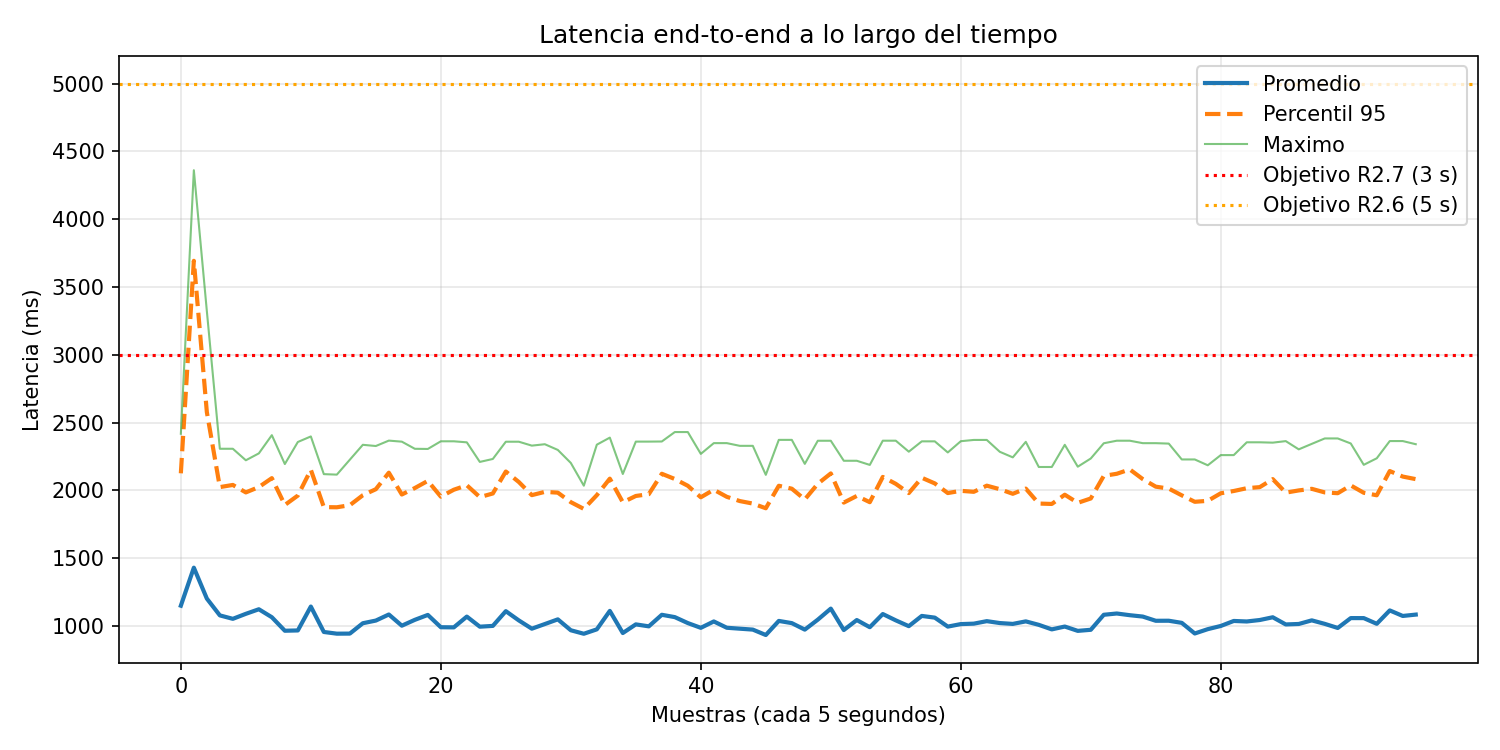 Latencia end-to-end a lo largo del tiempo
Latencia (ms)
5000
4500
4000
3500
3000
2500
2000
1500
1000
Promedio
Percentil 95
Maximo
Objetivo R2.7 (3 s)
Objetivo R2.6 (5 s)
0 20 40 60 80
Muestras (cada 5 segundos)